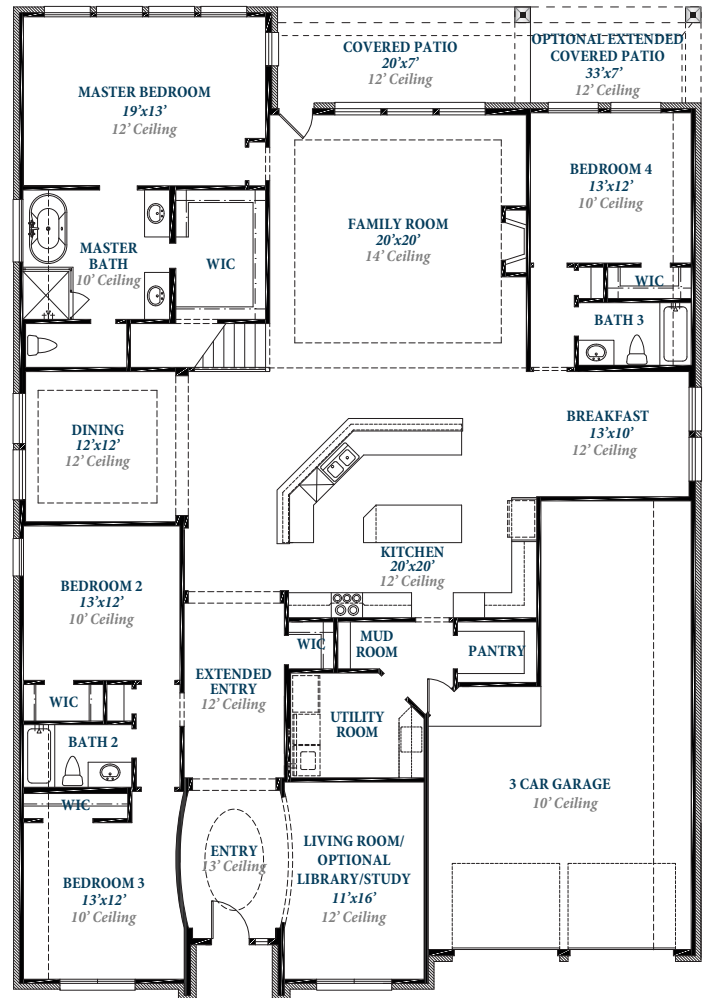 COVERED PATIO
20'x7'
12' Ceiling
OPTIONAL EXTENDED
COVERED PATIO
33'x7'
12' Ceiling
MASTER BEDROOM
19'x13'
12' Ceiling
BEDROOM 4
13'x12'
10' Ceiling
FAMILY ROOM
20'x20'
14' Ceiling
MASTER
BATH
10' Ceiling
WIC
WIC
BATH 3
DINING
12'x12'
12' Ceiling
BREAKFAST
13'x10'
12' Ceiling
KITCHEN
20'x20'
12' Ceiling
BEDROOM 2
13'x12'
10' Ceiling
WIC
MUD
ROOM
PANTRY
EXTENDED
ENTRY
12' Ceiling
WIC
UTILITY
ROOM
BATH 2
3 CAR GARAGE
10' Ceiling
WIC
ENTRY
13' Ceiling
LIVING ROOM/
OPTIONAL
LIBRARY/STUDY
11'x16'
12' Ceiling
BEDROOM 3
13'x12'
10' Ceiling